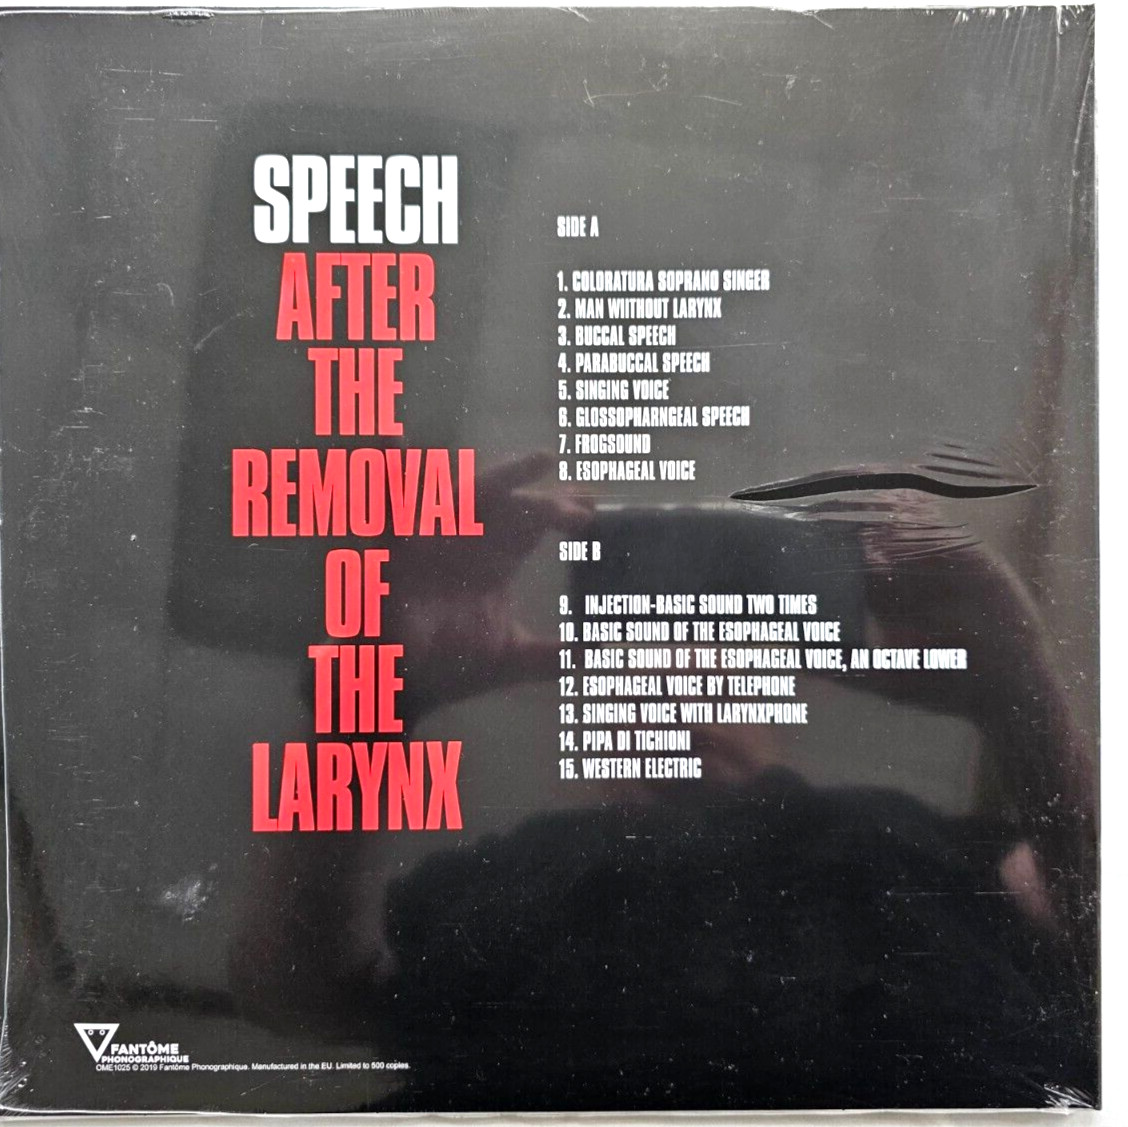 SPEECH
AFTER
THE
REMOVAL
OF
THE
LARYNX
SIDE A
1. COLORATURA SOPRANO SINGER
2. MAN WIITHOUT LARYNX
3. BUCCAL SPEECH
4. PARABUCCAL SPEECH
5. SINGING VOICE
6. GLOSSOPHARNGEAL SPEECH
7. FROGSOUND
8. ESOPHAGEAL VOICE
SIDE B
9. INJECTION-BASIC SOUND TWO TIMES
10. BASIC SOUND OF THE ESOPHAGEAL VOICE
11. BASIC SOUND OF THE ESOPHAGEAL VOICE, AN OCTAVE LOWER
12. ESOPHAGEAL VOICE BY TELEPHONE
13. SINGING VOICE WITH LARYNXPHONE
14. PIPA DI TICHIONI
15. WESTERN ELECTRIC
FANTÔME
PHONOGRAPHIQUE
OME1025 © 2019 Fantôme Phonographique. Manufactured in the EU. Limited to 500 copies.